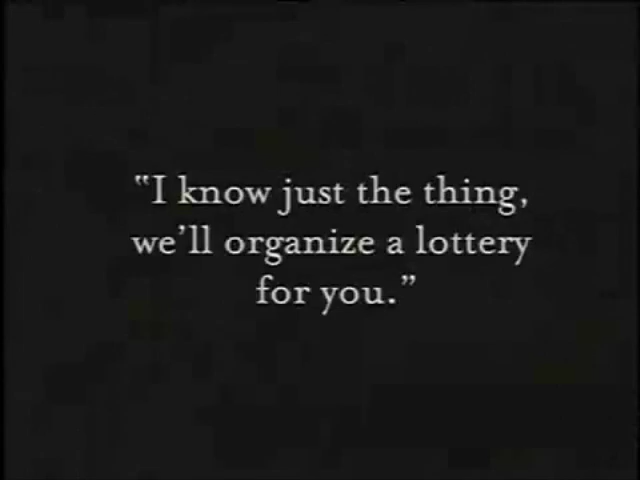 “I know just the thing,
we’ll organize a lottery
for you.”